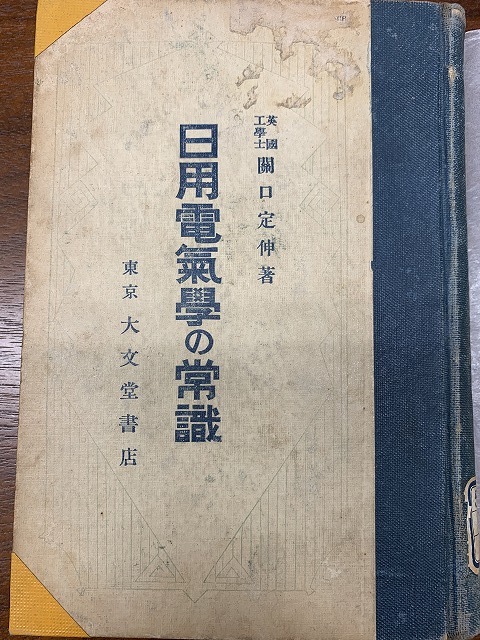 英國
工學士
關口定伸著
日用電氣學の常識
東京 大文堂書店